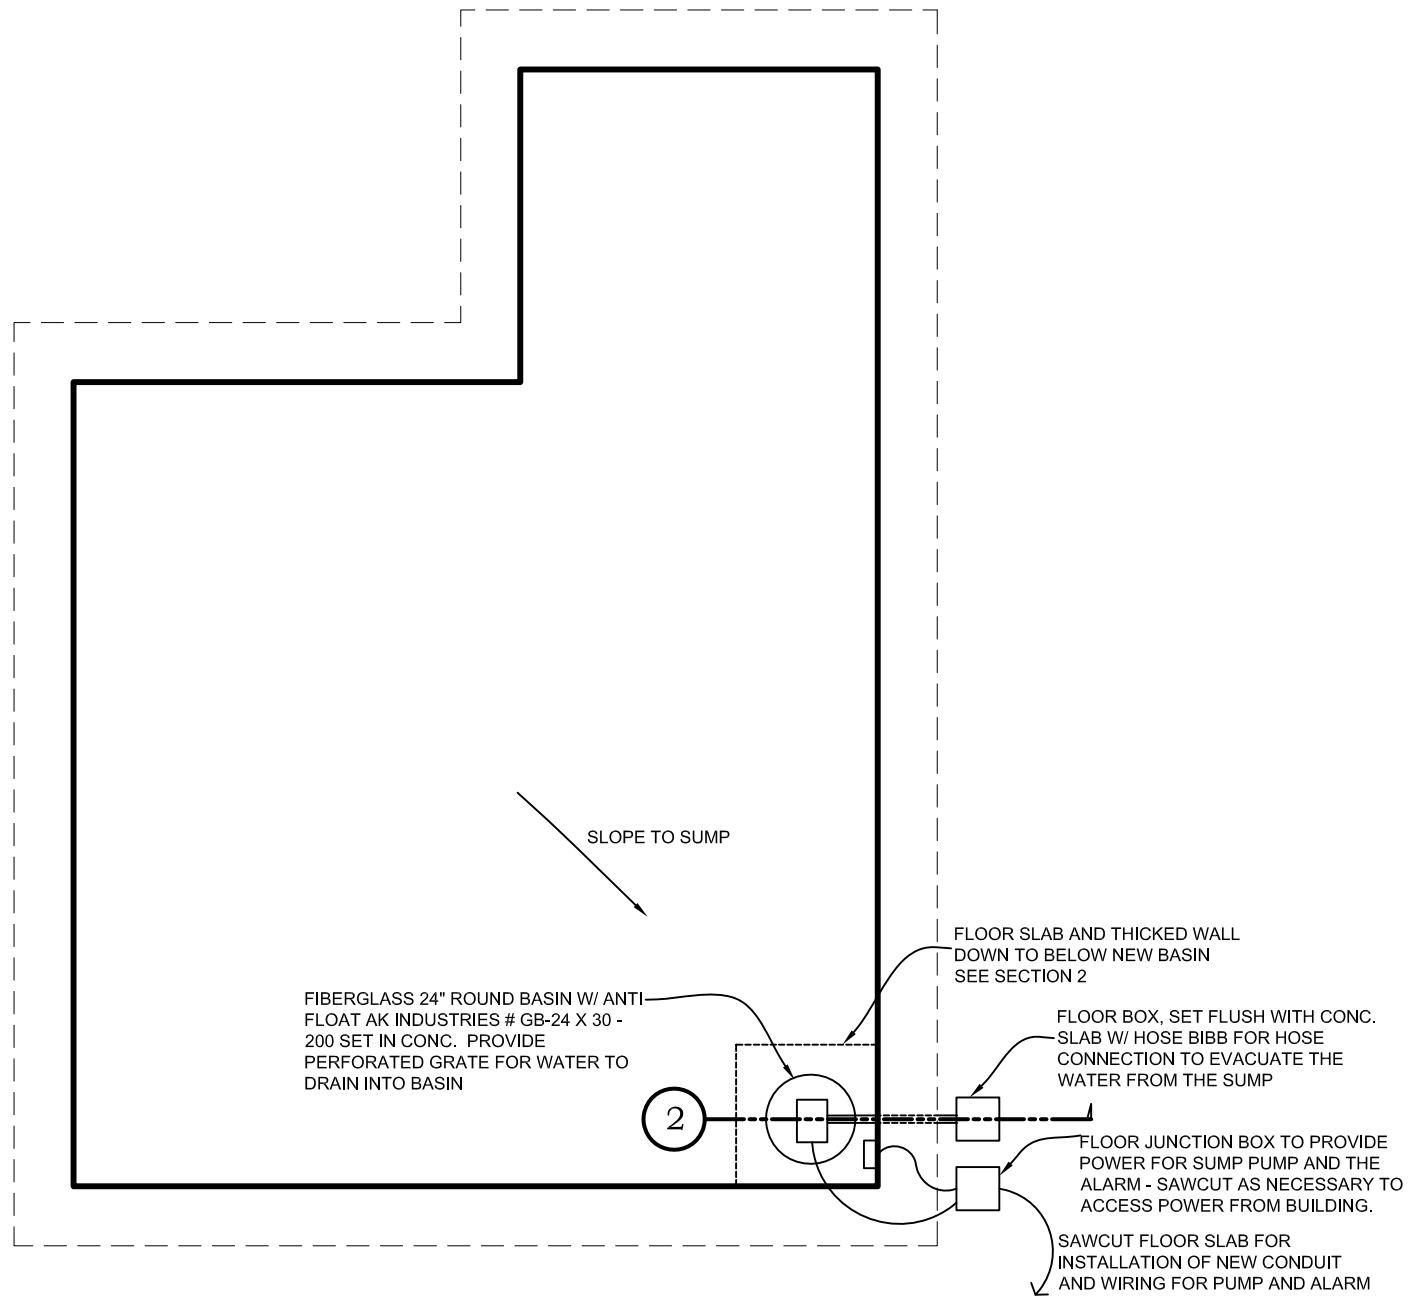 SLOPE TO SUMP
FLOOR SLAB AND THICKED WALL
DOWN TO BELOW NEW BASIN
SEE SECTION 2
FIBERGLASS 24" ROUND BASIN W/ ANTI
FLOAT AK INDUSTRIES # GB-24 X 30 -
200 SET IN CONC. PROVIDE
PERFORATED GRATE FOR WATER TO
DRAIN INTO BASIN
FLOOR BOX, SET FLUSH WITH CONC.
SLAB W/ HOSE BIBB FOR HOSE
CONNECTION TO EVACUATE THE
WATER FROM THE SUMP
2
FLOOR JUNCTION BOX TO PROVIDE
POWER FOR SUMP PUMP AND THE
ALARM - SAWCUT AS NECESSARY TO
ACCESS POWER FROM BUILDING.
SAWCUT FLOOR SLAB FOR
INSTALLATION OF NEW CONDUIT
AND WIRING FOR PUMP AND ALARM